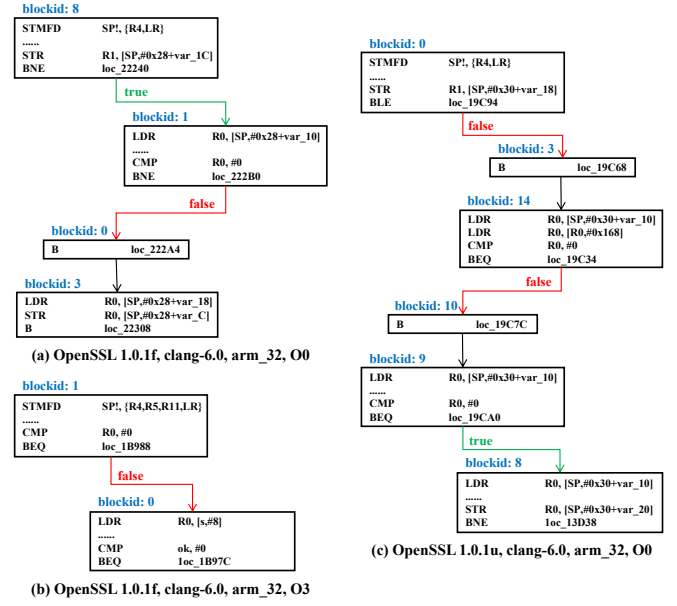 blockid: 8
STMFD SP!, {R4,LR}
......
STR R1, [SP,#0x28+var_1C]
BNE loc_22240
true
blockid: 1
LDR R0, [SP,#0x28+var_10]
......
CMP R0, #0
BNE loc_222B0
false
blockid: 0
B loc_222A4
blockid: 3
LDR R0, [SP,#0x28+var_18]
STR R0, [SP,#0x28+var_C]
B loc_22308
(a) OpenSSL 1.0.1f, clang-6.0, arm_32, O0
blockid: 1
STMFD SP!, {R4,R5,R11,LR}
......
CMP R0, #0
BEQ loc_1B988
false
blockid: 0
LDR R0, [s,#8]
......
CMP ok, #0
BEQ 1oc_1B97C
(b) OpenSSL 1.0.1f, clang-6.0, arm_32, O3
blockid: 0
STMFD SP!, {R4,LR}
......
STR R1, [SP,#0x30+var_18]
BLE loc_19C94
false
blockid: 3
B loc_19C68
blockid: 14
LDR R0, [SP,#0x30+var_10]
LDR R0, [R0,#0x168]
CMP R0, #0
BEQ loc_19C34
false
blockid: 10
B loc_19C7C
blockid: 9
LDR R0, [SP,#0x30+var_10]
......
CMP R0, #0
BEQ loc_19CA0
true
blockid: 8
LDR R0, [SP,#0x30+var_10]
......
STR R0, [SP,#0x30+var_20]
BNE 1oc_13D38
(c) OpenSSL 1.0.1u, clang-6.0, arm_32, O0